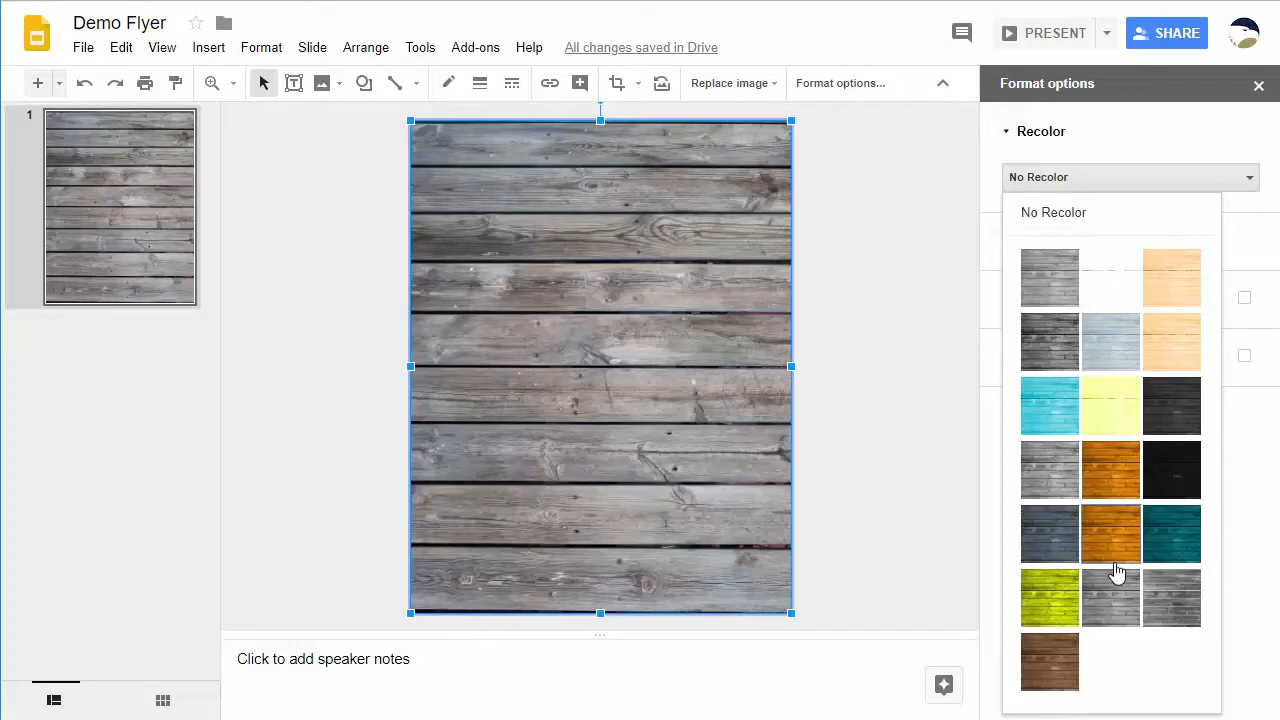 Demo Flyer
File Edit View Insert Format Slide Arrange Tools Add-ons Help All changes saved in Drive
PRESENT
SHARE
Replace image
Format options...
Format options
1
Recolor
No Recolor
No Recolor
Click to add speaker notes